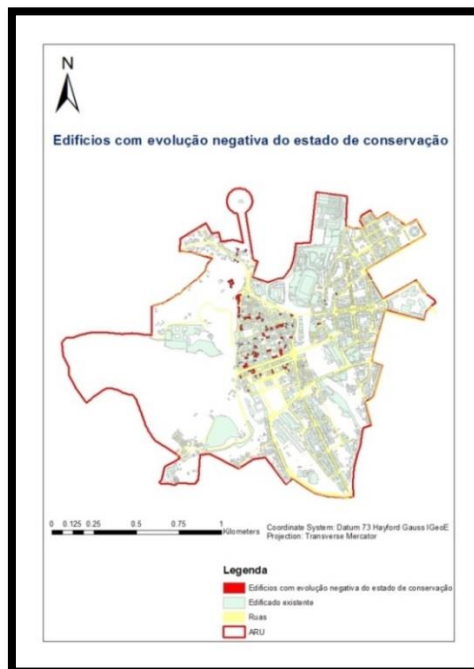 N
Edificios com evolução negativa do estado de conservação
0 0.125 0.25 0.5 0.75 1
Kilometers
Coordinate System: Datum 73 Hayford Gauss IGeoE
Projection: Transverse Mercator
Legenda
Edificios com evolução negativa do estado de conservação
Edificado existente
Ruas
ARU